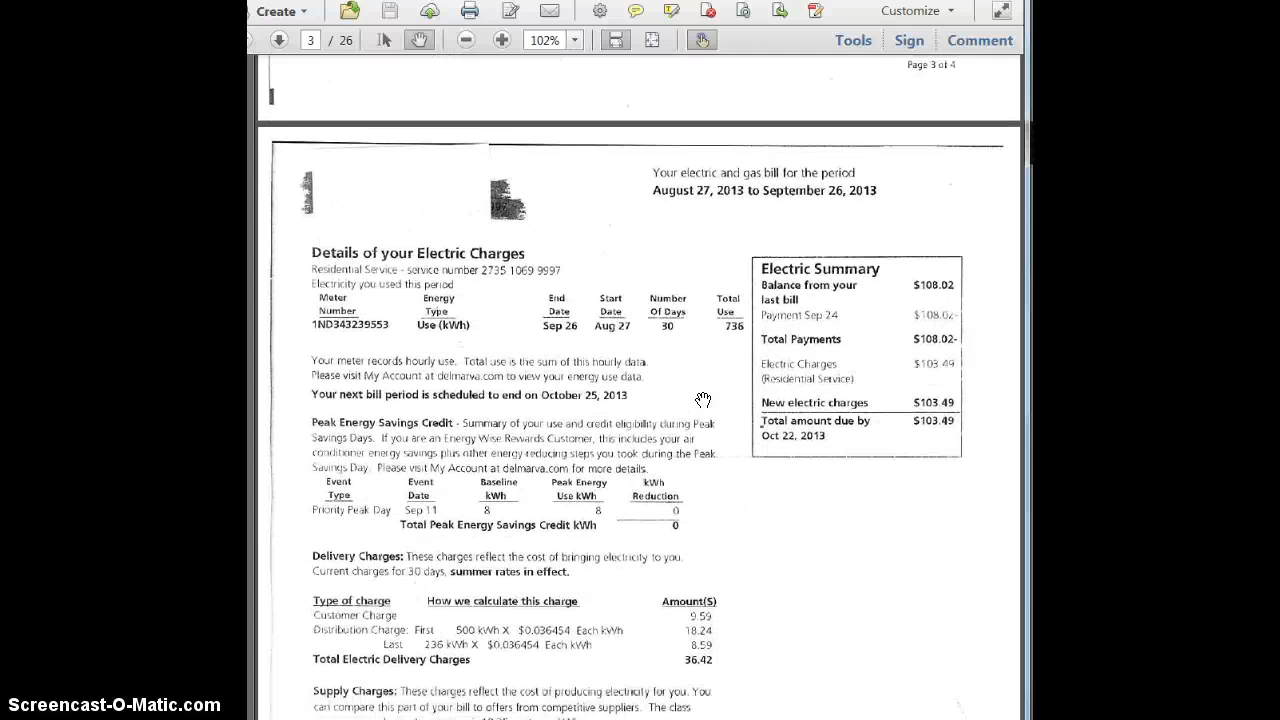 Create
Customize
3 / 26
102%
Tools Sign Comment
Page 3 of 4
Your electric and gas bill for the period
August 27, 2013 to September 26, 2013
Details of your Electric Charges
Residential Service - service number 2735 1069 9997
Electricity you used this period
Meter Energy End Start Number Total
Number Type Date Date Of Days Use
1ND343239553 Use (kWh) Sep 26 Aug 27 30 736
Your meter records hourly use. Total use is the sum of this hourly data.
Please visit My Account at delmarva.com to view your energy use data.
Your next bill period is scheduled to end on October 25, 2013
Peak Energy Savings Credit - Summary of your use and credit eligibility during Peak
Savings Days. If you are an Energy Wise Rewards Customer, this includes your air
conditioner energy savings plus other energy-reducing steps you took during the Peak
Savings Day. Please visit My Account at delmarva.com for more details.
Event Event Baseline Peak Energy kWh
Type Date kWh Use kWh Reduction
Priority Peak Day Sep 11 8 8 0
Total Peak Energy Savings Credit kWh 0
Delivery Charges: These charges reflect the cost of bringing electricity to you.
Current charges for 30 days, summer rates in effect.
Type of charge How we calculate this charge Amount($)
Customer Charge 9.59
Distribution Charge: First 500 kWh X $0.036454 Each kWh 18.24
Last 236 kWh X $0.036454 Each kWh 8.59
Total Electric Delivery Charges 36.42
Supply Charges: These charges reflect the cost of producing electricity for you. You
can compare this part of your bill to offers from competitive suppliers. The class
Electric Summary
Balance from your $108.02
last bill
Payment Sep 24 $108.02-
Total Payments $108.02-
Electric Charges $103.49
(Residential Service)
New electric charges $103.49
Total amount due by $103.49
Oct 22, 2013
Screencast-O-Matic.com